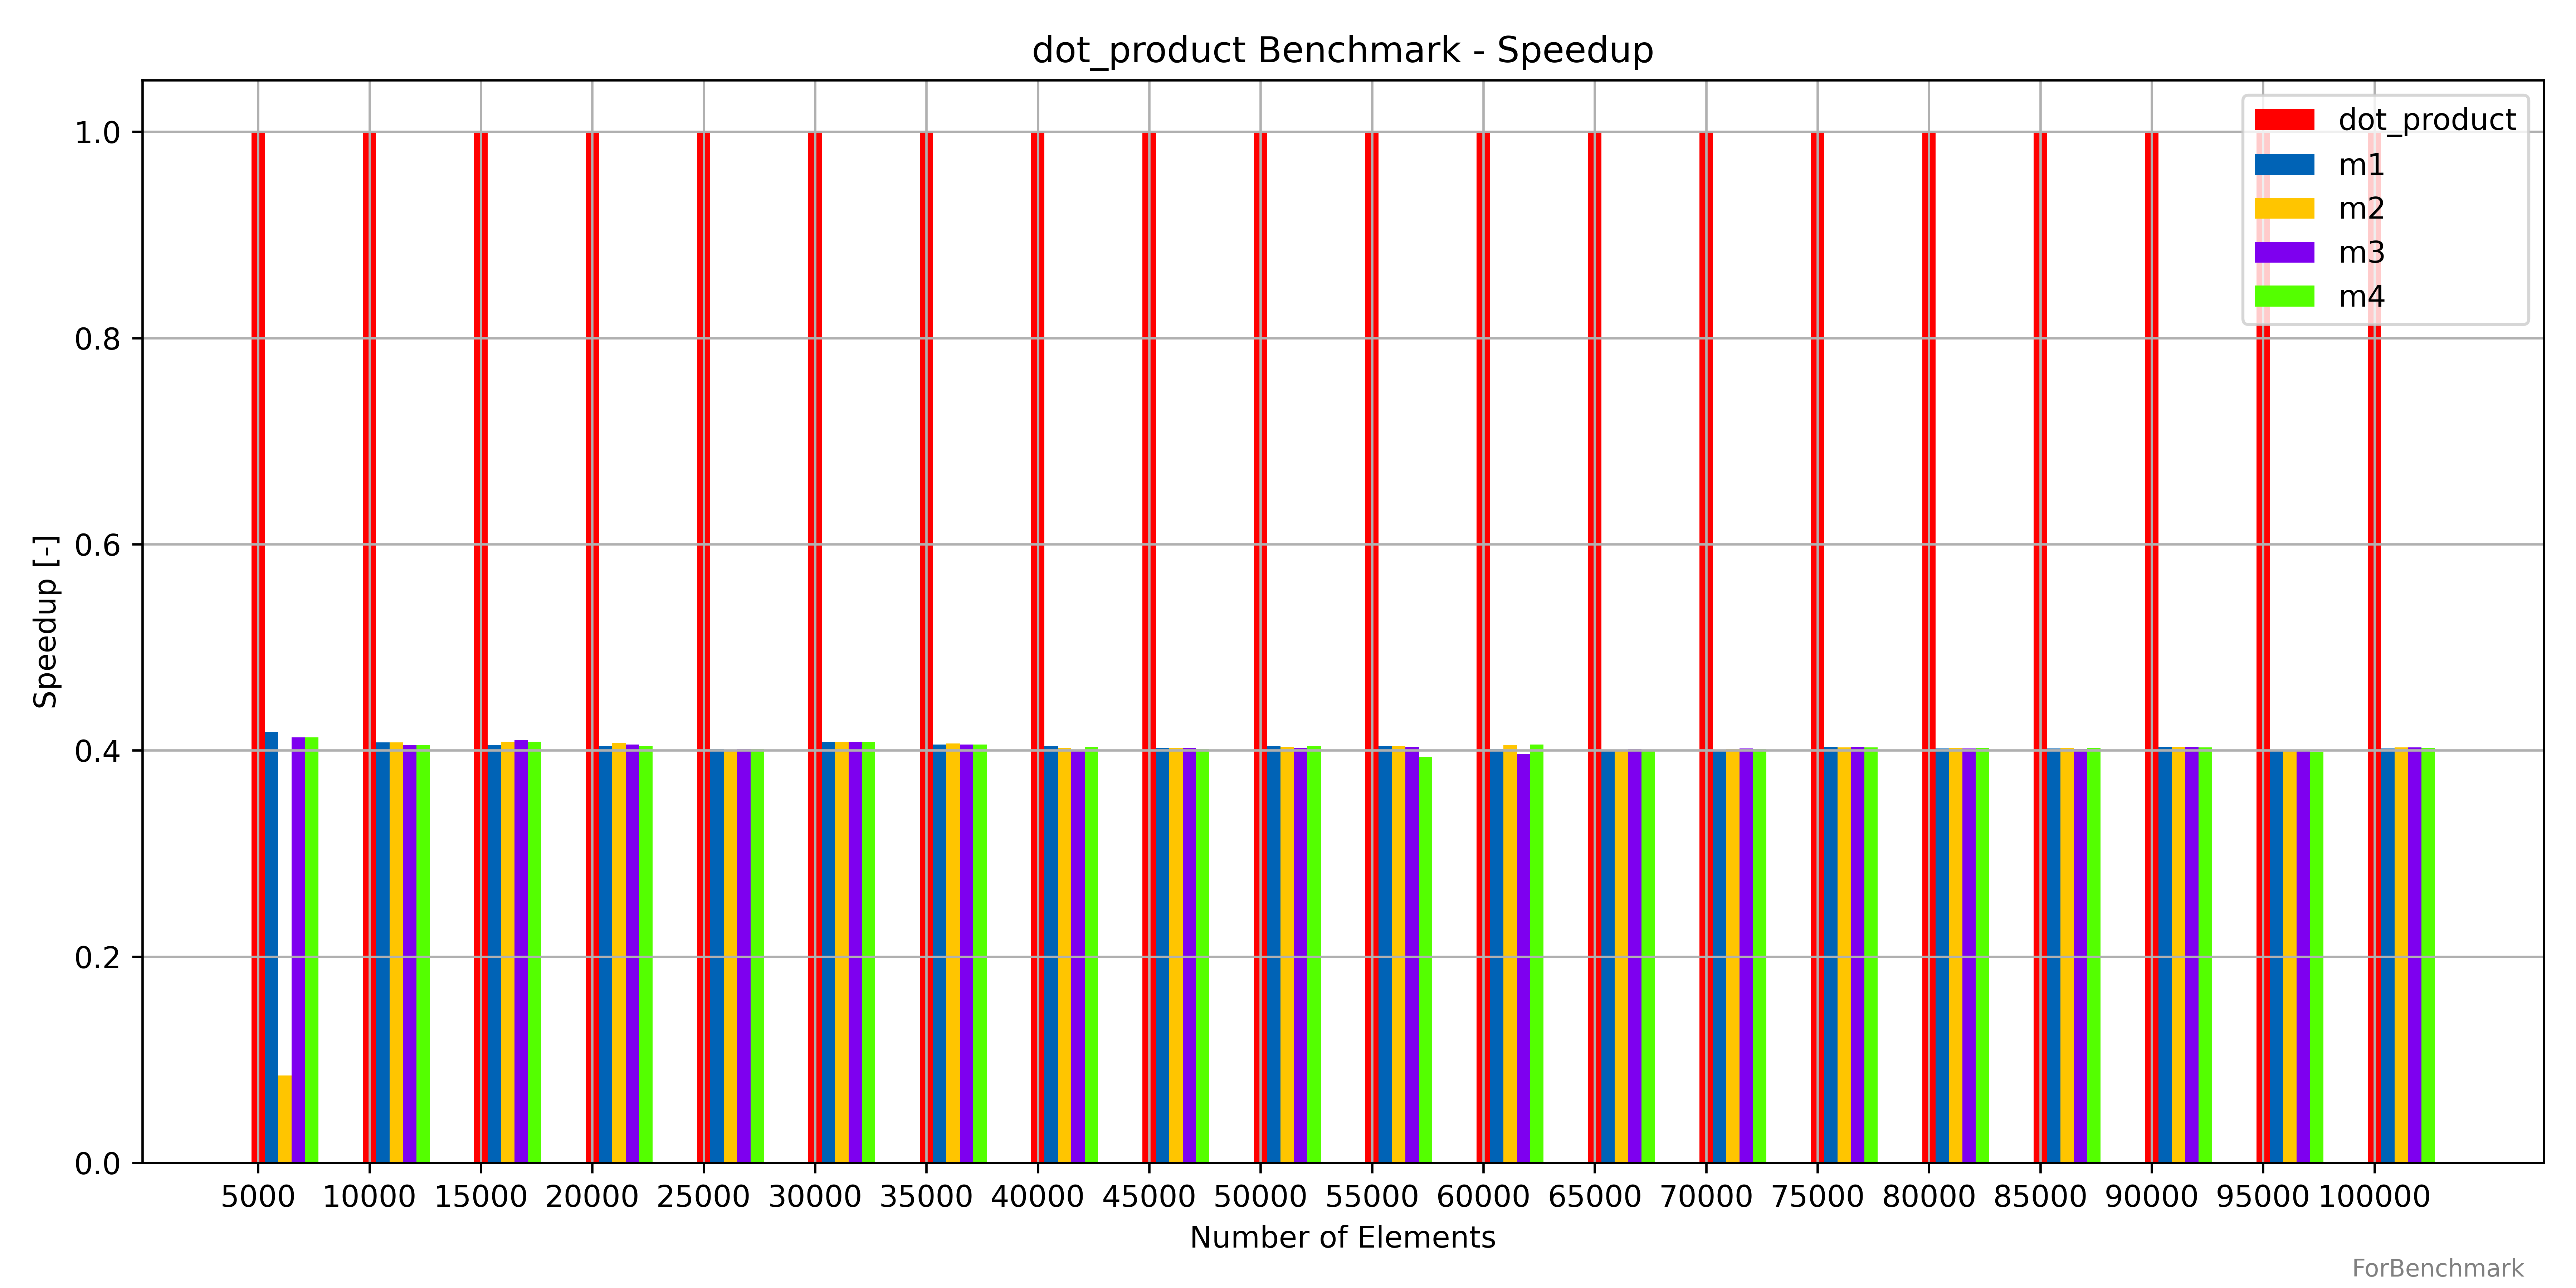 dot_product Benchmark - Speedup
1.0
0.8
0.6
0.4
0.2
0.0
Speedup [-]
dot_product
m1
m2
m3
m4
5000 10000 15000 20000 25000 30000 35000 40000 45000 50000 55000 60000 65000 70000 75000 80000 85000 90000 95000 100000
Number of Elements
ForBenchmark